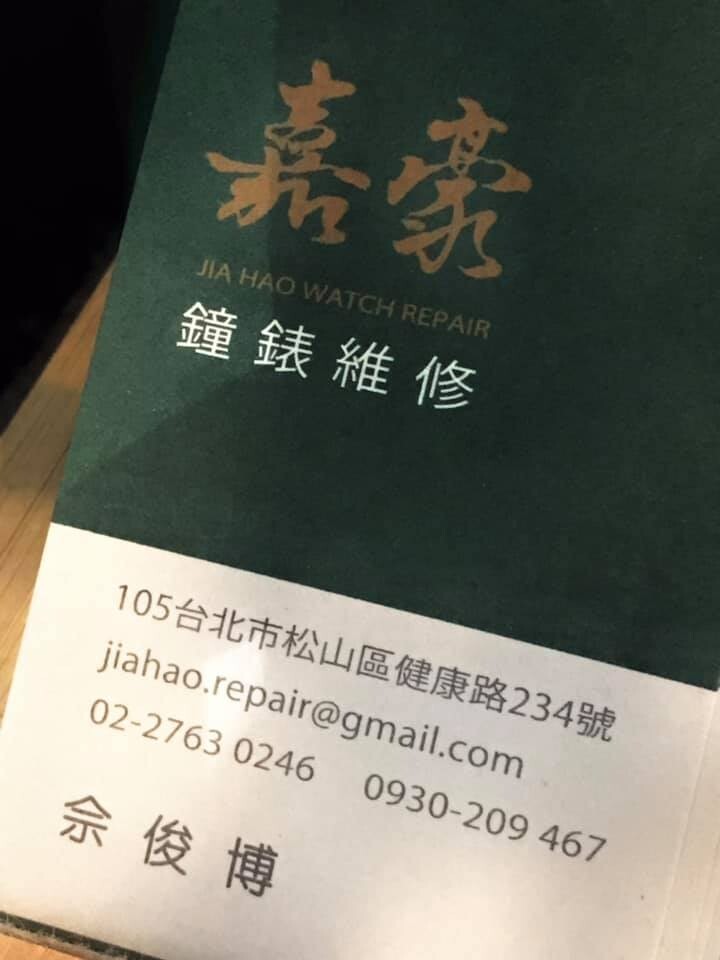 嘉豪
JIA HAO WATCH REPAIR
鐘錶維修
105台北市松山區健康路234號
jiahao.repair@gmail.com
02-2763 0246 0930-209 467
佘俊博